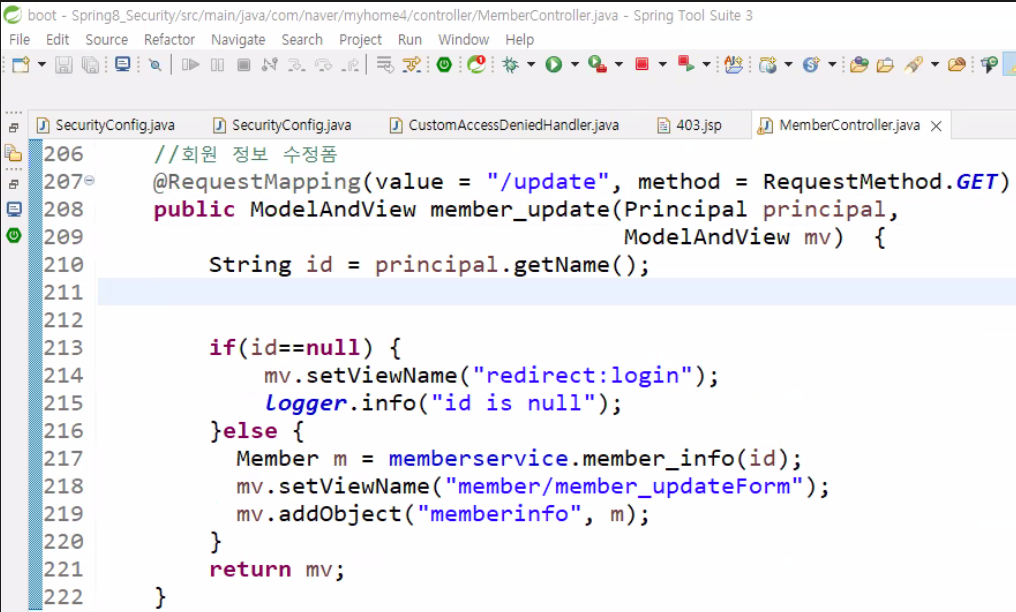 boot - Spring8_Security/src/main/java/com/naver/myhome4/controller/MemberController.java - Spring Tool Suite 3
File Edit Source Refactor Navigate Search Project Run Window Help
SecurityConfig.java SecurityConfig.java CustomAccessDeniedHandler.java 403.jsp MemberController.java
206 //회원 정보 수정폼
207 @RequestMapping(value = "/update", method = RequestMethod.GET)
208 public ModelAndView member_update(Principal principal,
209 ModelAndView mv) {
210 String id = principal.getName();
211
212
213 if(id==null) {
214 mv.setViewName("redirect:login");
215 logger.info("id is null");
216 }else {
217 Member m = memberservice.member_info(id);
218 mv.setViewName("member/member_updateForm");
219 mv.addObject("memberinfo", m);
220 }
221 return mv;
222 }